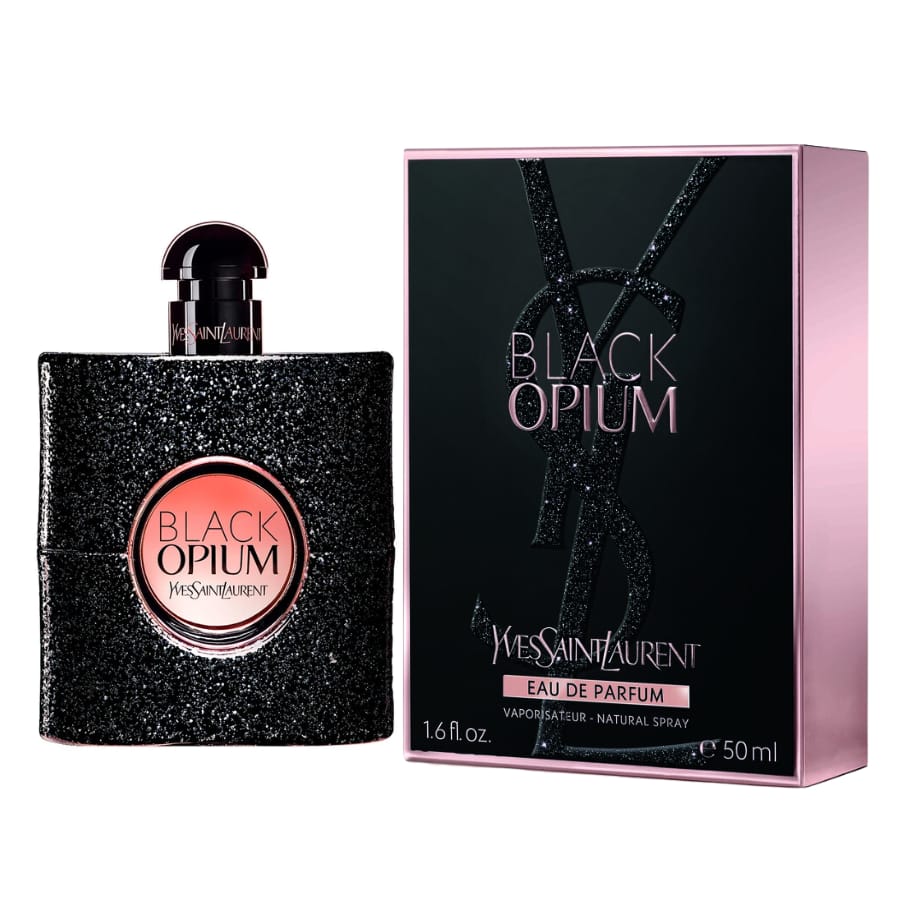 YVESSAINTLAURENT
BLACK
OPIUM
YVESSAINTLAURENT
BLACK
OPIUM
YVESSAINTLAURENT
EAU DE PARFUM
VAPORISATEUR - NATURAL SPRAY
1.6 fl. oz.
℮ 50 ml